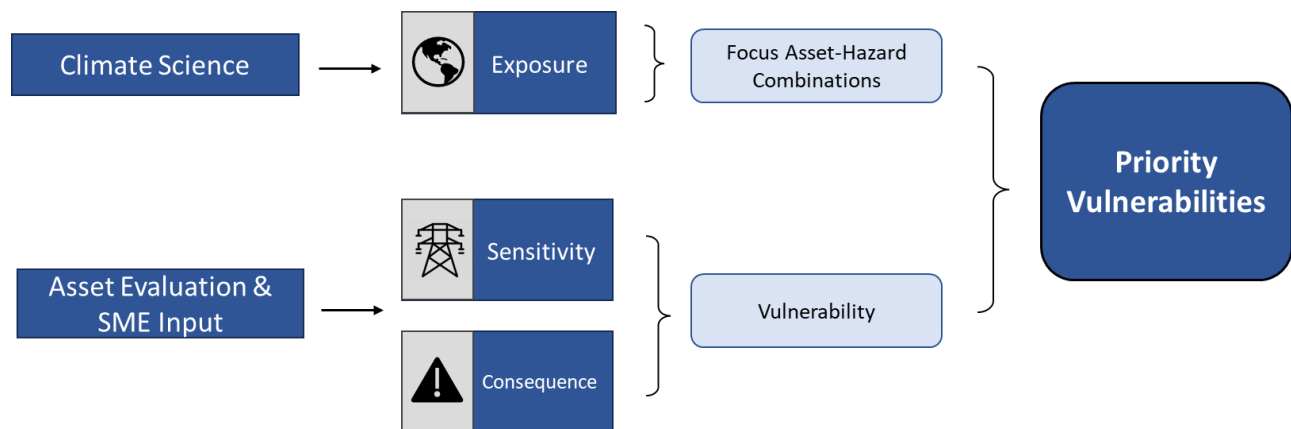 Climate Science
Exposure
Focus Asset-Hazard
Combinations
Priority
Vulnerabilities
Asset Evaluation &
SME Input
Sensitivity
Consequence
Vulnerability